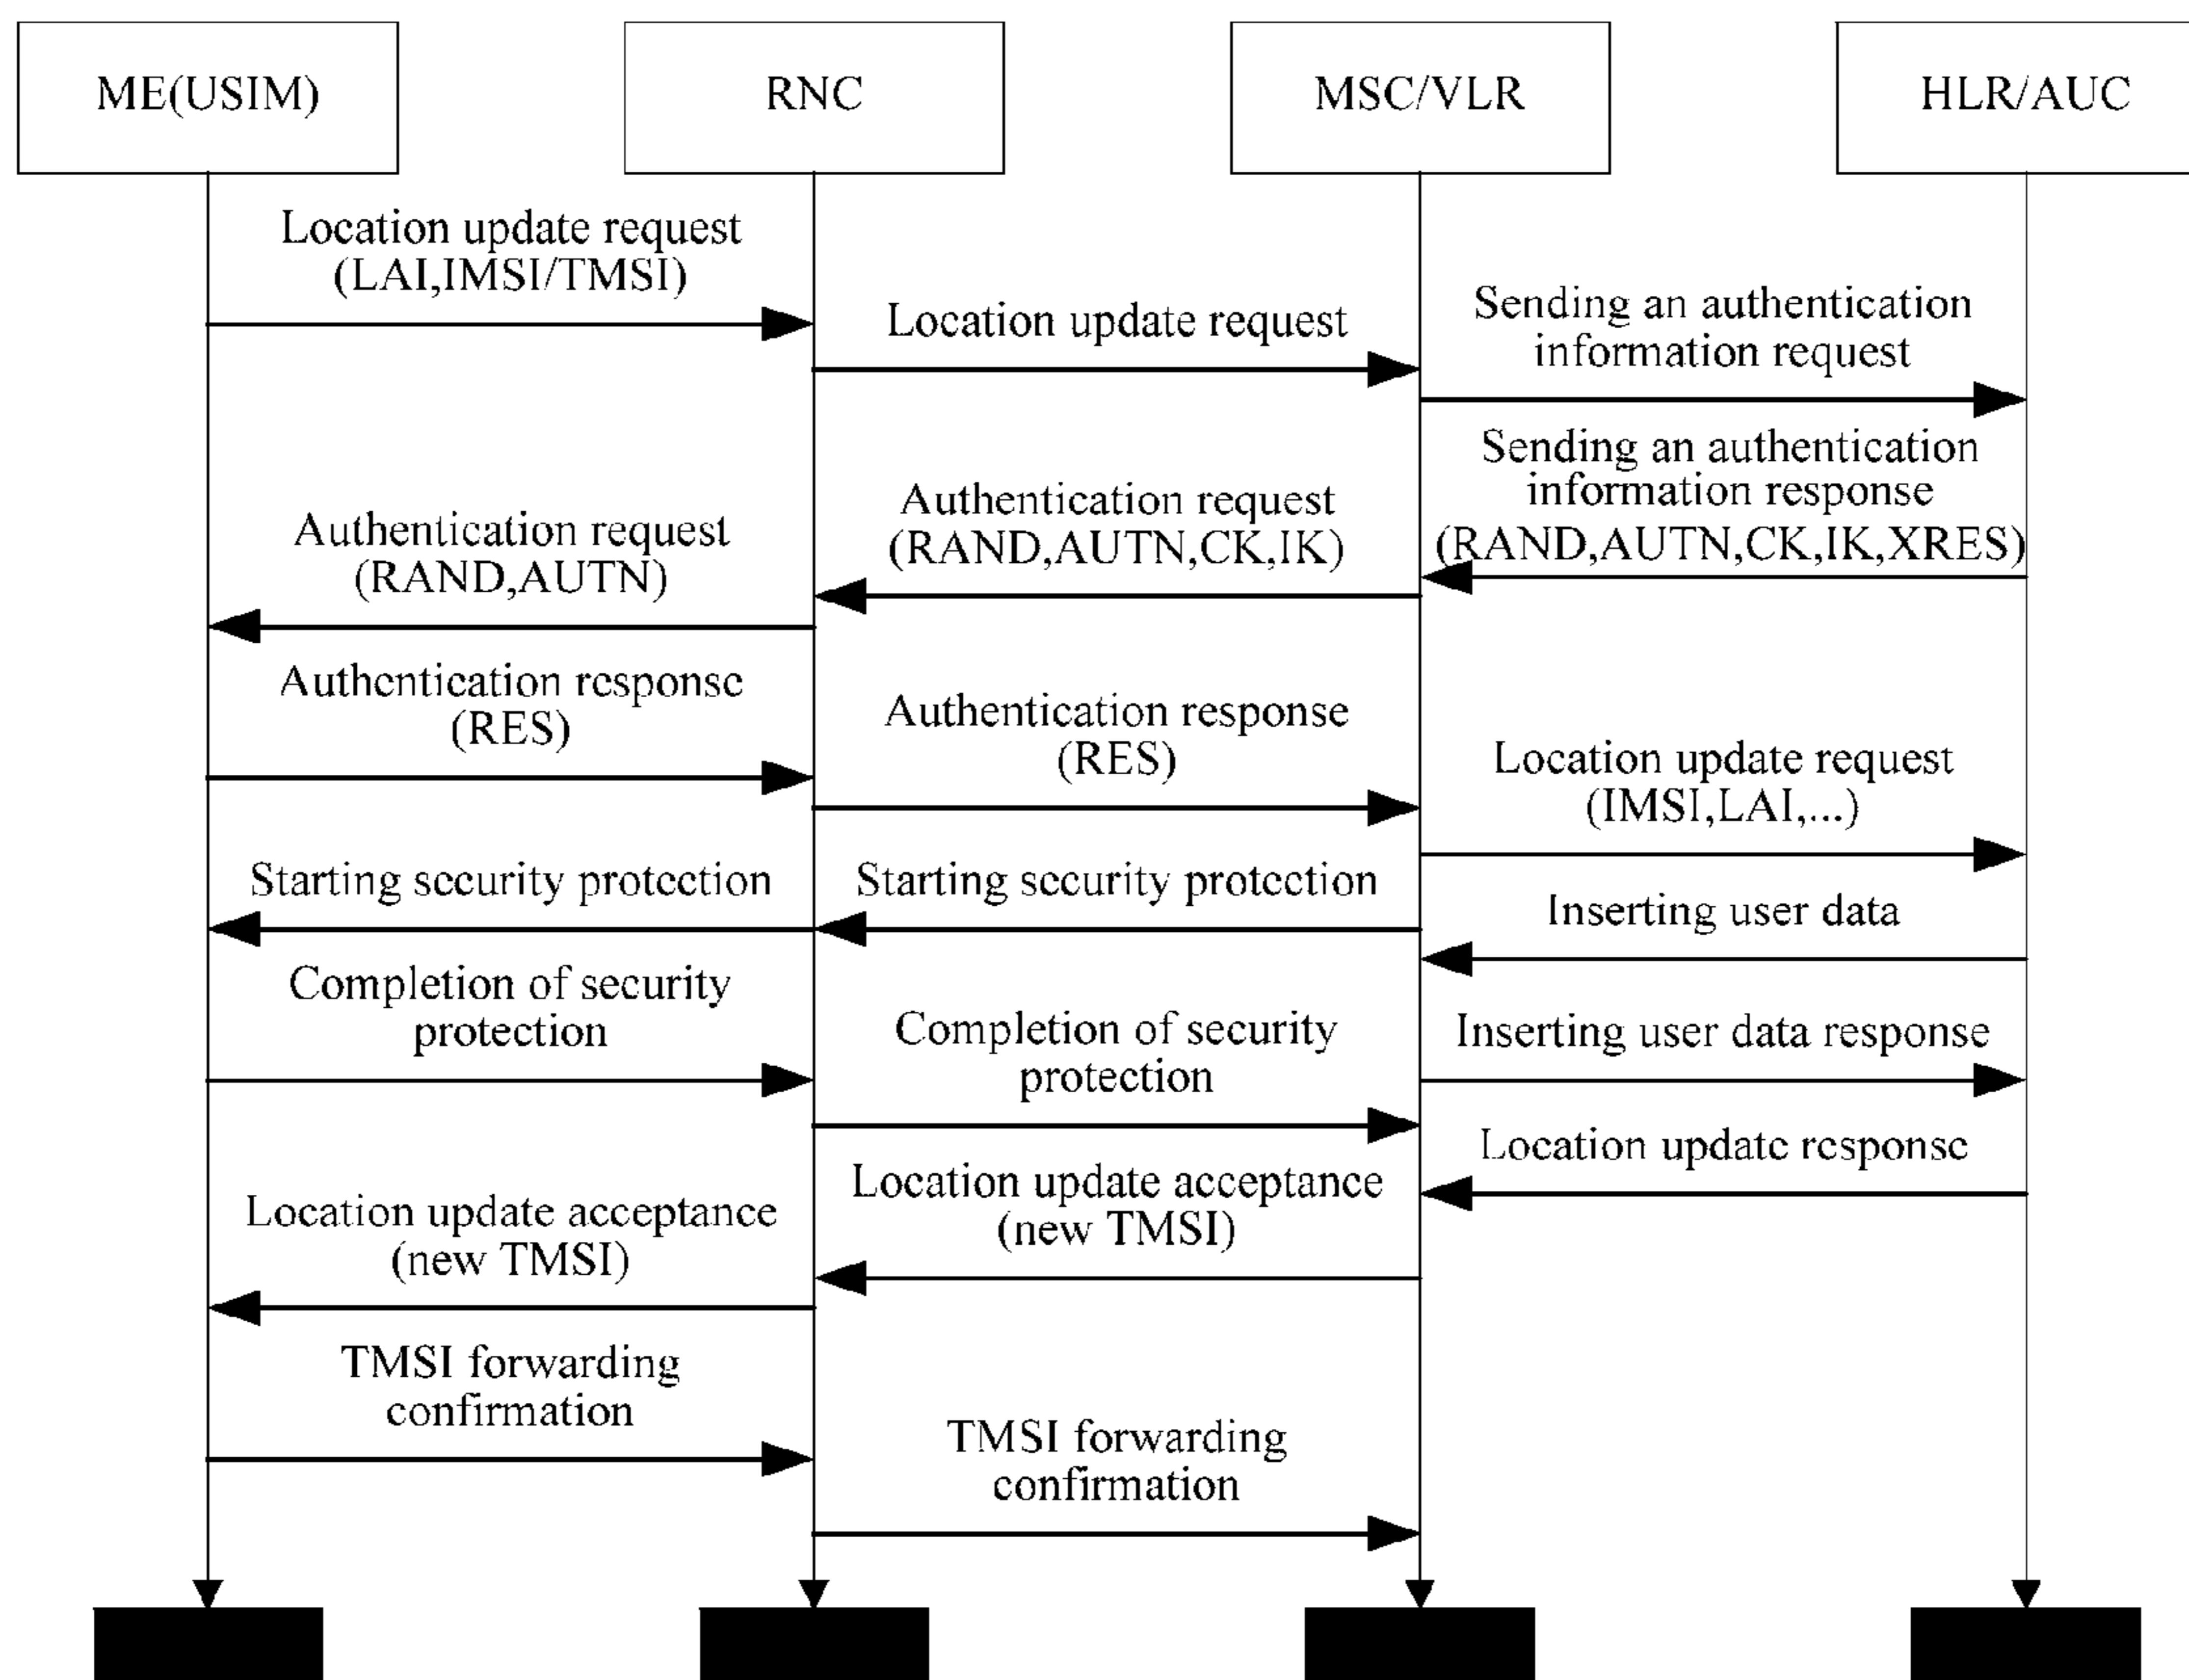 ME(USIM)
RNC
MSC/VLR
HLR/AUC
Location update request
(LAI,IMSI/TMSI)
Location update request
Sending an authentication
information request
Sending an authentication
information response
(RAND,AUTN,CK,IK,XRES)
Authentication request
(RAND,AUTN,CK,IK)
Authentication request
(RAND,AUTN)
Authentication response
(RES)
Authentication response
(RES)
Location update request
(IMSI,LAI,...)
Starting security protection
Starting security protection
Inserting user data
Completion of security
protection
Completion of security
protection
Inserting user data response
Location update response
Location update acceptance
(new TMSI)
Location update acceptance
(new TMSI)
TMSI forwarding
confirmation
TMSI forwarding
confirmation